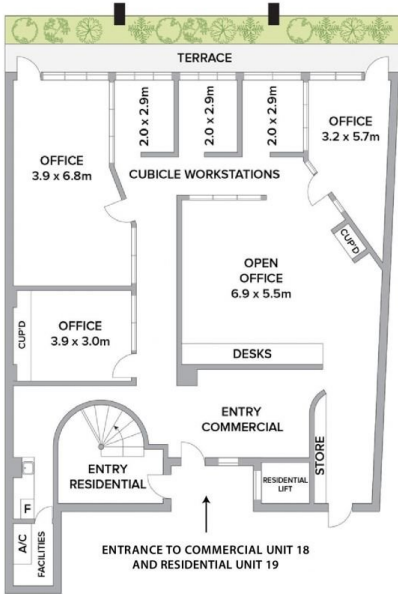 TERRACE
OFFICE
3.9 x 6.8m
2.0 x 2.9m
2.0 x 2.9m
2.0 x 2.9m
OFFICE
3.2 x 5.7m
CUBICLE WORKSTATIONS
CUP'D
OPEN
OFFICE
6.9 x 5.5m
CUP'D
OFFICE
3.9 x 3.0m
DESKS
ENTRY
COMMERCIAL
STORE
ENTRY
RESIDENTIAL
RESIDENTIAL
LIFT
F
A/C
FACILITIES
ENTRANCE TO COMMERCIAL UNIT 18
AND RESIDENTIAL UNIT 19